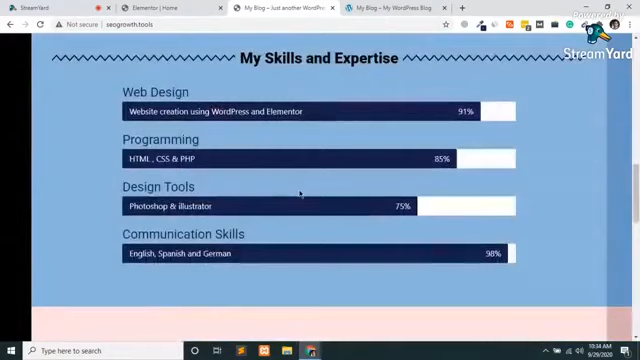 StreamYard
Elementor | Home
My Blog – Just another WordPr
My Blog – My WordPress Blog
Not secure | seogrowth.tools
Powered by
StreamYard
My Skills and Expertise
Web Design
Website creation using WordPress and Elementor 91%
Programming
HTML , CSS & PHP 85%
Design Tools
Photoshop & illustrator 75%
Communication Skills
English, Spanish and German 98%
Type here to search
10:34 AM
9/29/2020